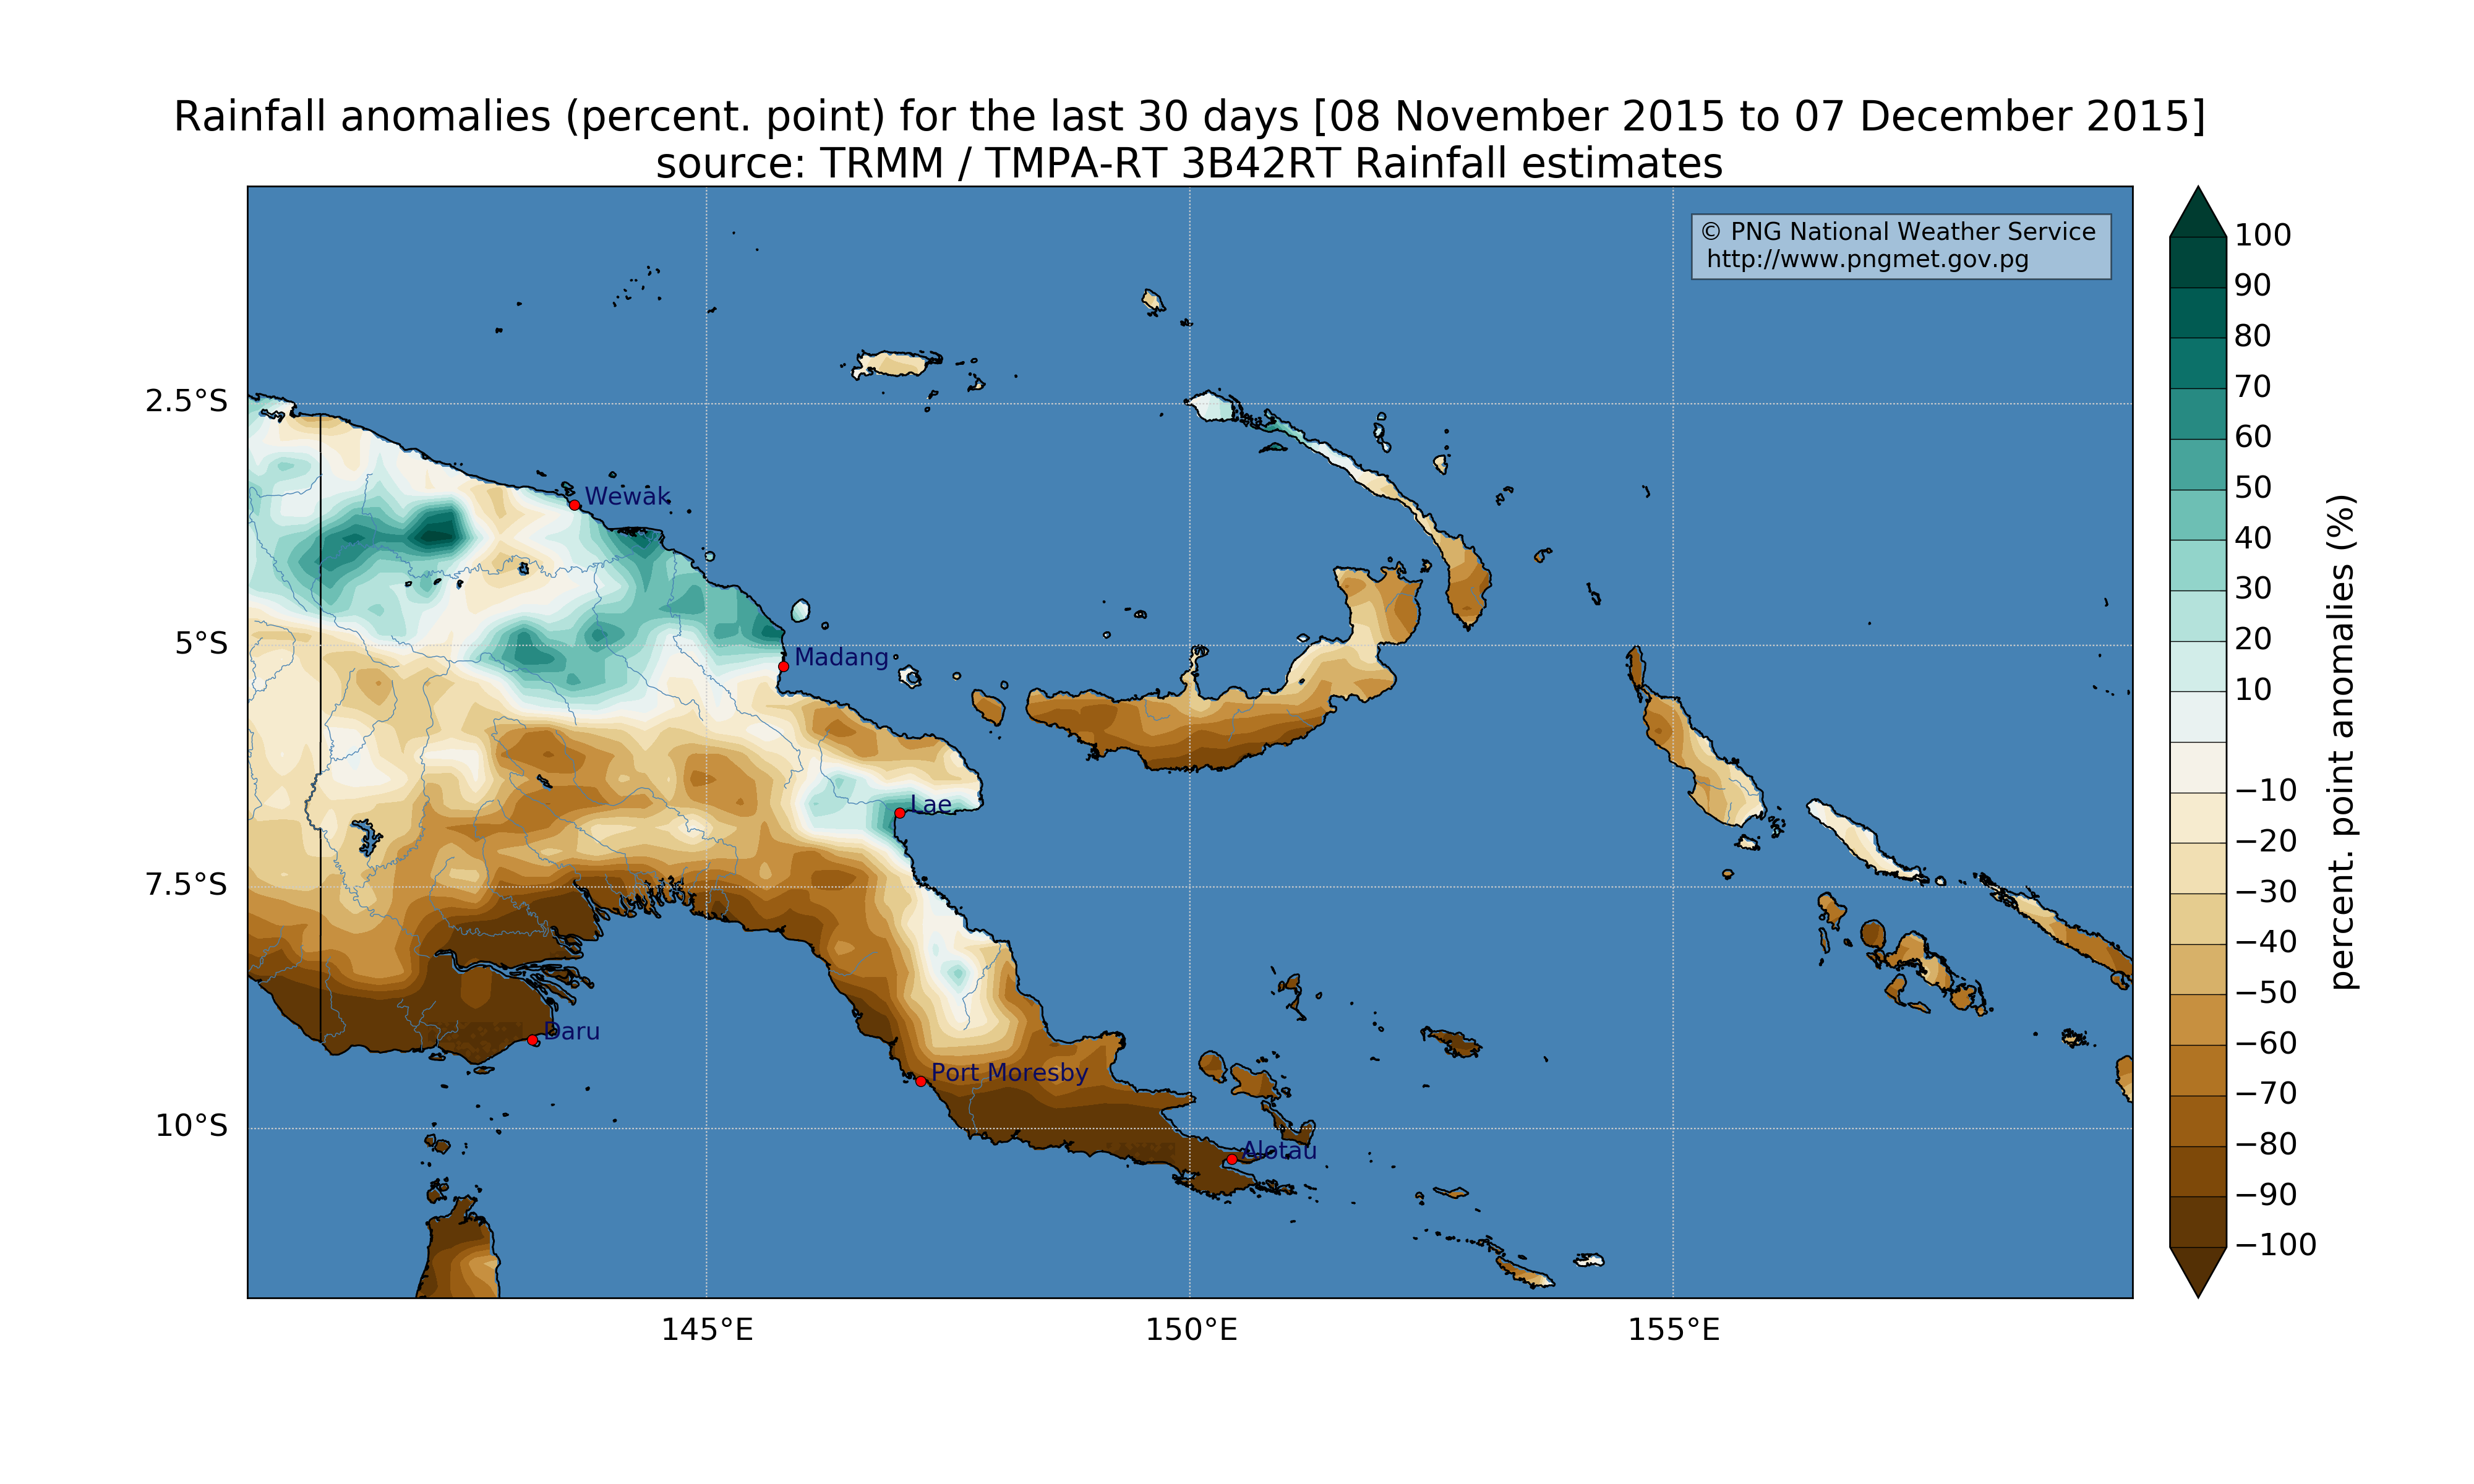 Rainfall anomalies (percent. point) for the last 30 days [08 November 2015 to 07 December 2015]
source: TRMM / TMPA-RT 3B42RT Rainfall estimates
© PNG National Weather Service
http://www.pngmet.gov.pg
2.5°S
5°S
7.5°S
10°S
Wewak
Madang
Lae
Daru
Port Moresby
Alotau
145°E
150°E
155°E
100
90
80
70
60
50
40
30
20
10
−10
−20
−30
−40
−50
−60
−70
−80
−90
−100
percent. point anomalies (%)